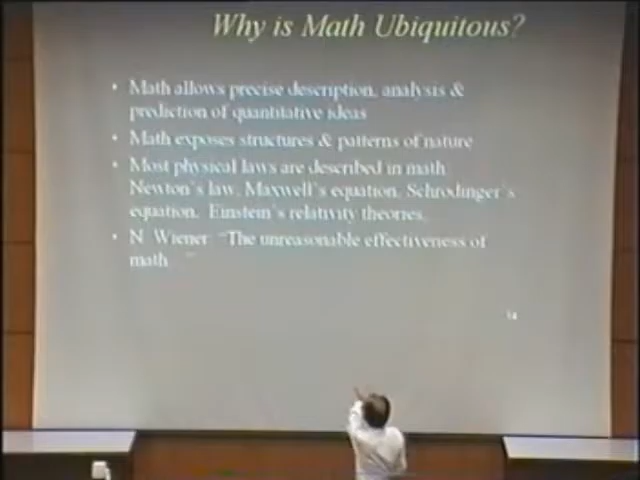 Why is Math Ubiquitous?
• Math allows precise description, analysis &
prediction of quantitative ideas
• Math exposes structures & patterns of nature
• Most physical laws are described in math
Newton's law, Maxwell's equation, Schrodinger's
equation, Einstein's relativity theories.
• N. Wiener "The unreasonable effectiveness of
math "
14